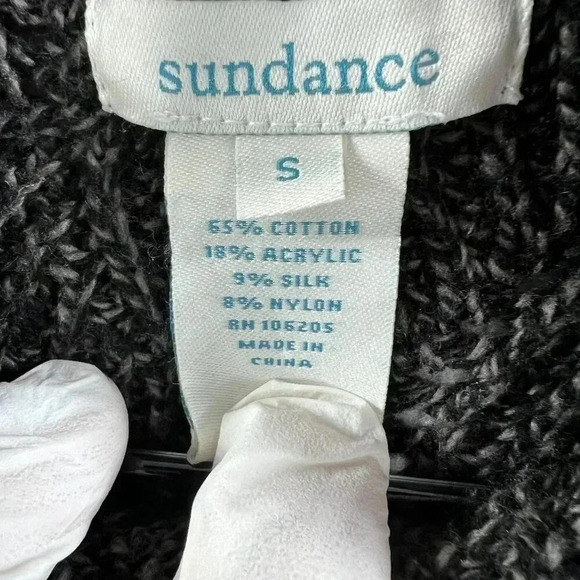 sundance
S
65% COTTON
18% ACRYLIC
9% SILK
8% NYLON
RN 106205
MADE IN
CHINA